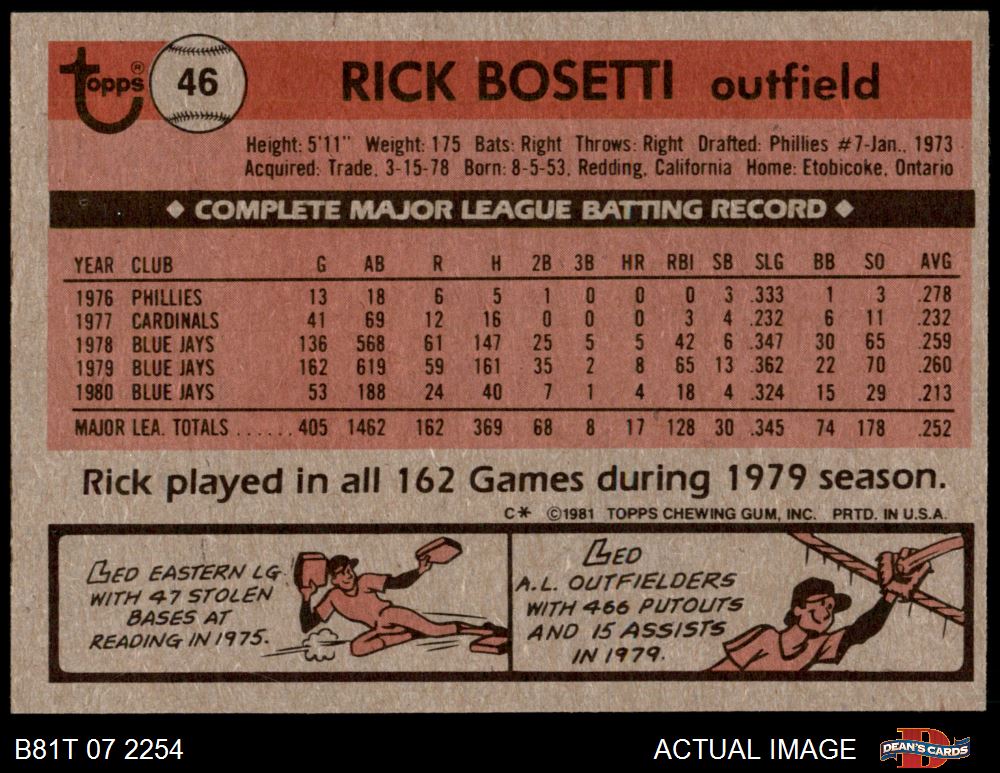 Topps ® 46 RICK BOSETTI outfield
Height: 5'11" Weight: 175 Bats: Right Throws: Right Drafted: Phillies #7-Jan., 1973
Acquired: Trade, 3-15-78 Born: 8-5-53, Redding, California Home: Etobicoke, Ontario
◆ COMPLETE MAJOR LEAGUE BATTING RECORD ◆
YEAR CLUB G AB R H 2B 3B HR RBI SB SLG BB SO AVG
1976 PHILLIES 13 18 6 5 1 0 0 0 3 .333 1 3 .278
1977 CARDINALS 41 69 12 16 0 0 0 3 4 .232 6 11 .232
1978 BLUE JAYS 136 568 61 147 25 5 5 42 6 .347 30 65 .259
1979 BLUE JAYS 162 619 59 161 35 2 8 65 13 .362 22 70 .260
1980 BLUE JAYS 53 188 24 40 7 1 4 18 4 .324 15 29 .213
MAJOR LEA. TOTALS ...... 405 1462 162 369 68 8 17 128 30 .345 74 178 .252
Rick played in all 162 Games during 1979 season.
C* ©1981 TOPPS CHEWING GUM, INC. PRTD. IN U.S.A.
LED EASTERN LG.
WITH 47 STOLEN
BASES AT
READING IN 1975.
LED
A.L. OUTFIELDERS
WITH 466 PUTOUTS
AND 15 ASSISTS
IN 1979.
B81T 07 2254 ACTUAL IMAGE DEAN'S CARDS